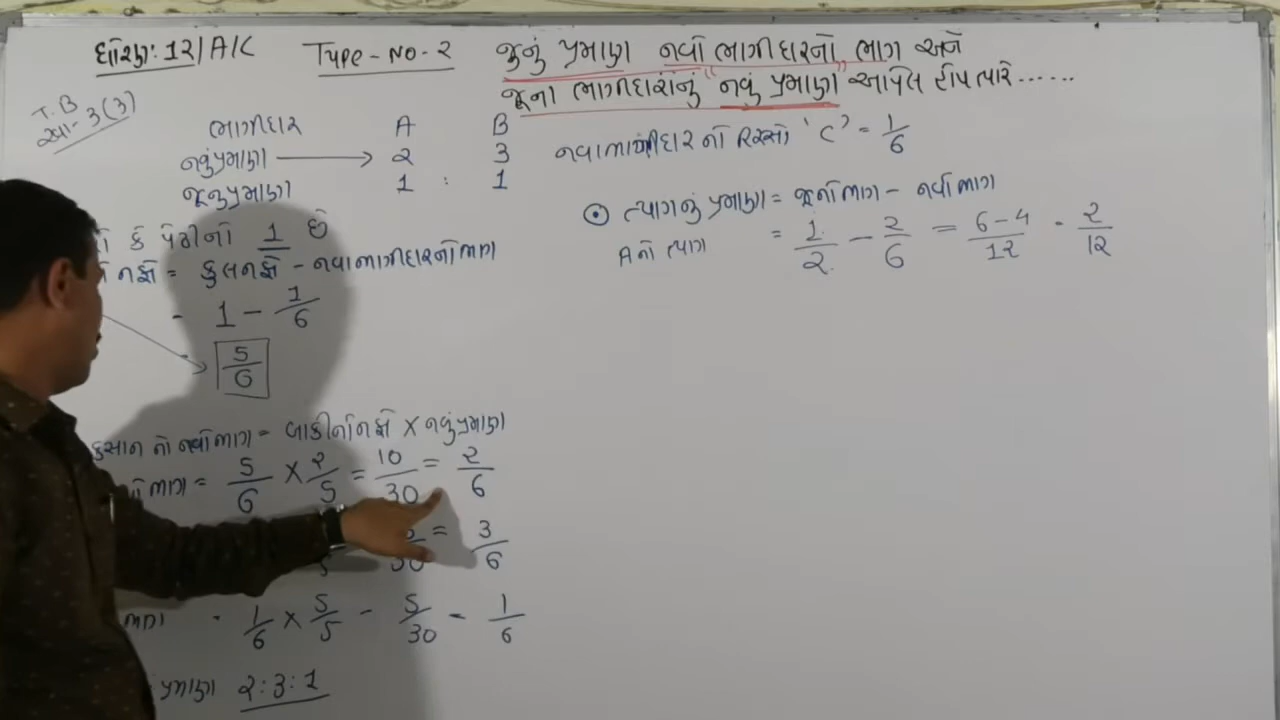 ધોરણ: 12/A/C Type-No-2 જૂનું પ્રમાણ નવા ભાગીદારનો ભાગ અને
જૂના ભાગીદારોનું "નવું પ્રમાણ" આપેલ હોય ત્યારે......
T.B
3(3)
ભાગીદાર A B
નવું પ્રમાણ → 2 3
જૂનું પ્રમાણ 1 : 1
કે પેઢીનો 1 છે
નફો = કુલ નફો - નવા ભાગીદારનો ભાગ
- 1 - 1/6
5/6
નો નવો ભાગ = બાકીનો નફો × નવું પ્રમાણ
ભાગ = 5/6 × 2/5 = 10/30 = 2/6
= 3/6
1/6 × 5/5 - 5/30 - 1/6
પ્રમાણ 2:3:1
નવા ભાગીદાર નો હિસ્સો 'C' = 1/6
⊙ ત્યાગનું પ્રમાણ = જૂનો ભાગ - નવો ભાગ
A નો ત્યાગ = 1/2 - 2/6 = 6-4/12 - 2/12